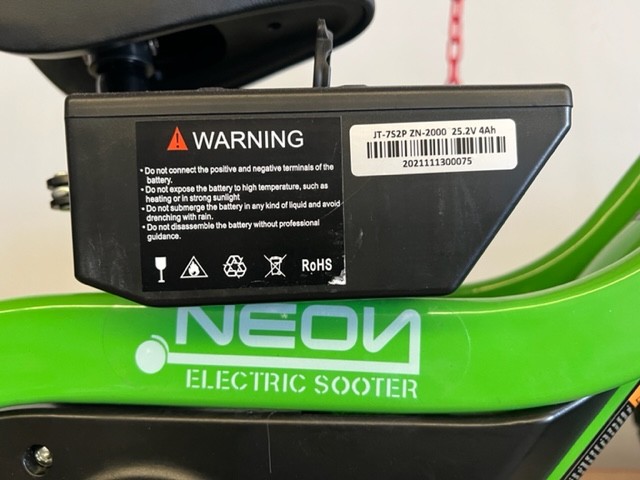 WARNING
• Do not connect the positive and negative terminals of the
battery.
• Do not expose the battery to high temperature, such as
heating or in strong sunlight
• Do not submerge the battery in any kind of liquid and avoid
drenching with rain.
• Do not disassemble the battery without professional
guidance.
RoHS
JT-7S2P ZN-2000 25.2V 4Ah
2021111300075
NEON
ELECTRIC SOOTER